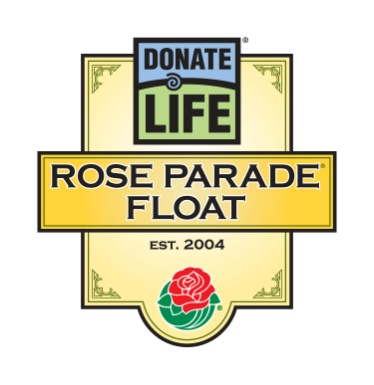 DONATE
LIFE®
ROSE PARADE®
FLOAT
EST. 2004
®